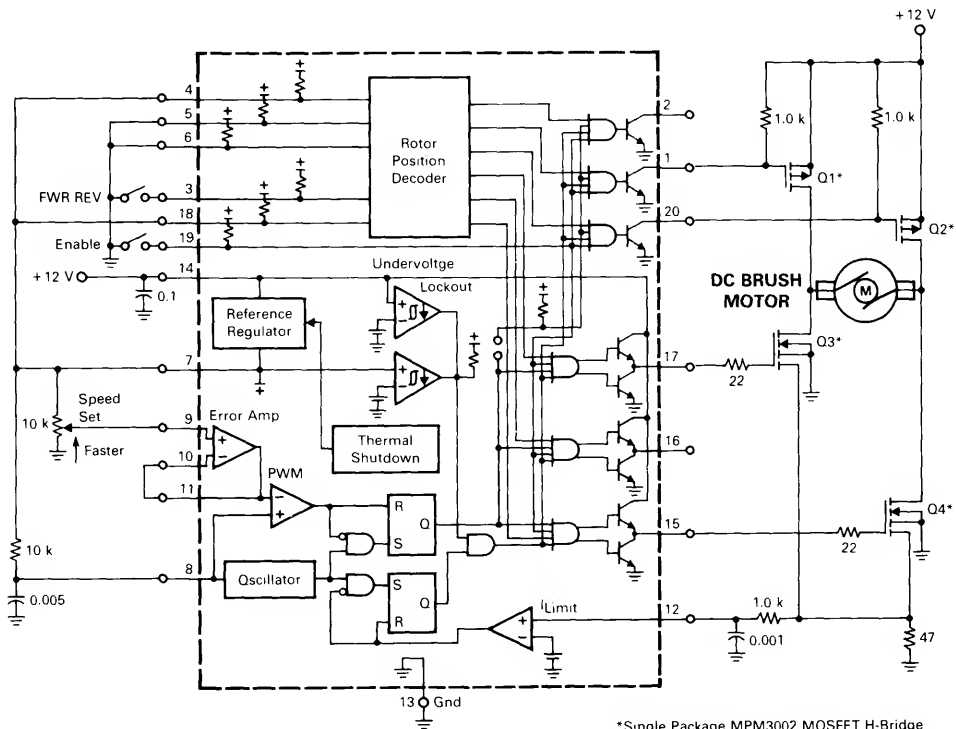 +12 V
4
5
6
FWR REV
3
18
Enable
19
+12 V
14
0.1
7
10 k
Speed
Set
Faster
9
10
11
10 k
8
0.005
Rotor
Position
Decoder
Undervoltge
Lockout
Reference
Regulator
Thermal
Shutdown
Error Amp
PWM
Oscillator
R
S
Q
S
R
Q
ILimit
13 Gnd
2
1
20
17
16
15
12
1.0 k
1.0 k
Q1*
Q2*
DC BRUSH
MOTOR
M
Q3*
22
Q4*
22
1.0 k
0.001
47
*Single Package MPM3002 MOSFET H-Bridge